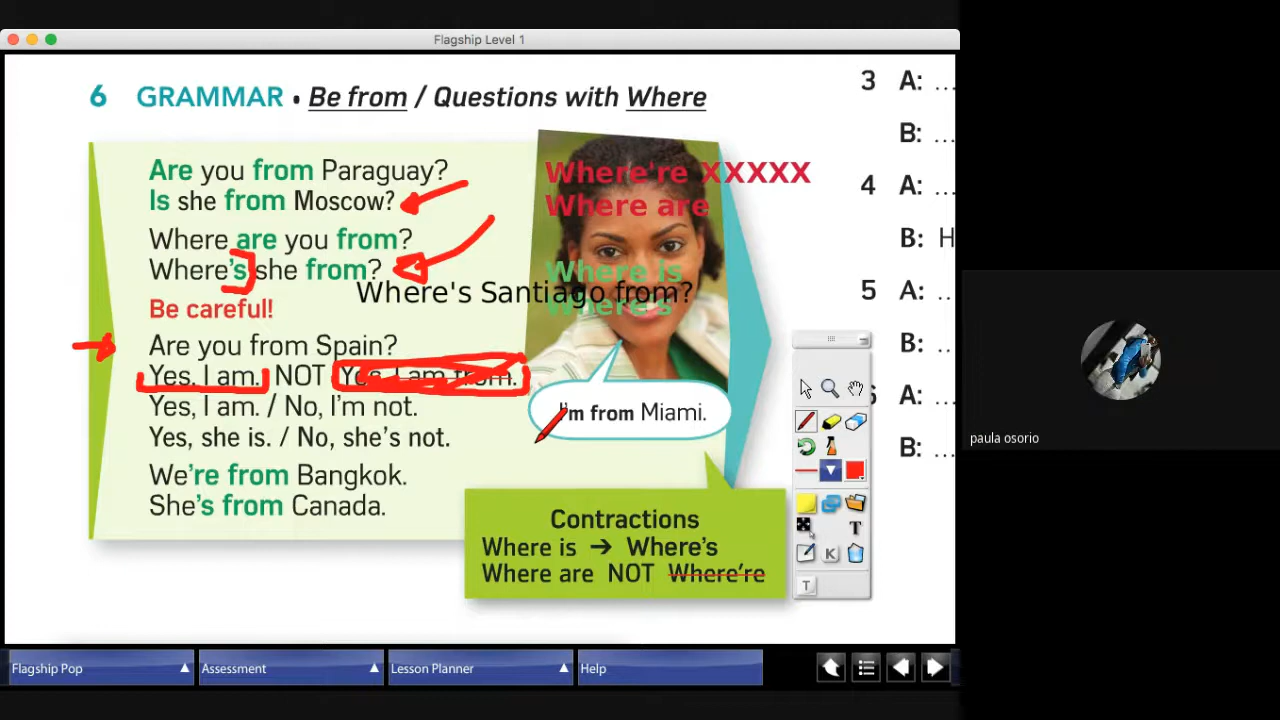 Flagship Level 1
6 GRAMMAR • Be from / Questions with Where
Are you from Paraguay?
Is she from Moscow?
Where are you from?
Where's she from?
Be careful!
Are you from Spain?
Yes, I am. NOT Yes, I am from.
Yes, I am. / No, I'm not.
Yes, she is. / No, she's not.
We're from Bangkok.
She's from Canada.
Where're XXXXX
Where are
Where is
Where's
Where's Santiago from?
I'm from Miami.
Contractions
Where is ➔ Where's
Where are NOT Where're
3 A: ...
B: ...
4 A: ...
B: H
5 A: ..
B: ..
6 A: ..
B: ..
T
K
T
paula osorio
Flagship Pop
Assessment
Lesson Planner
Help